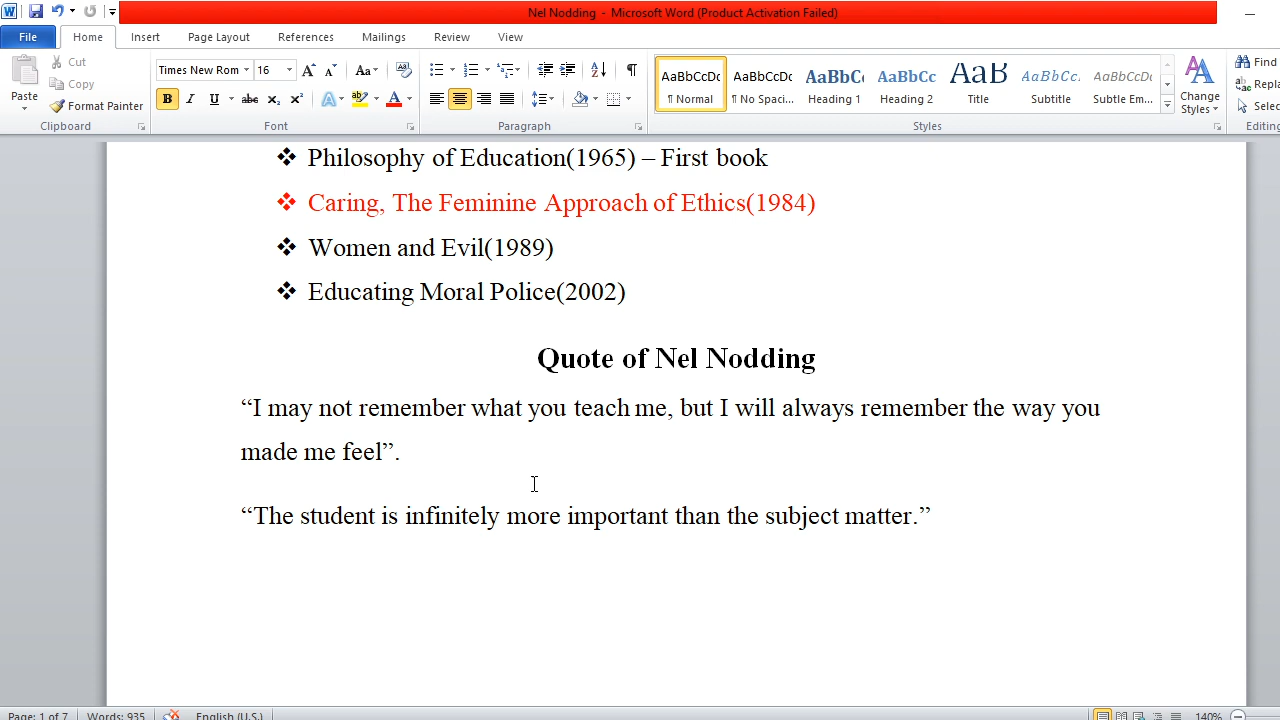 Nel Nodding - Microsoft Word (Product Activation Failed)
File Home Insert Page Layout References Mailings Review View
Paste
Cut
Copy
Format Painter
Clipboard
Times New Rom 16
Font
Paragraph
AaBbCcDc AaBbCcDc AaBbC AaBbCc AaB AaBbCc. AaBbCcDc
¶ Normal ¶ No Spaci... Heading 1 Heading 2 Title Subtitle Subtle Em...
Styles
Change Styles
Find
Repla
Selec
Editing
❖ Philosophy of Education(1965) – First book
❖ Caring, The Feminine Approach of Ethics(1984)
❖ Women and Evil(1989)
❖ Educating Moral Police(2002)
Quote of Nel Nodding
“I may not remember what you teach me, but I will always remember the way you
made me feel”.
“The student is infinitely more important than the subject matter.”
Page: 1 of 7 Words: 935 English (U.S.) 140%